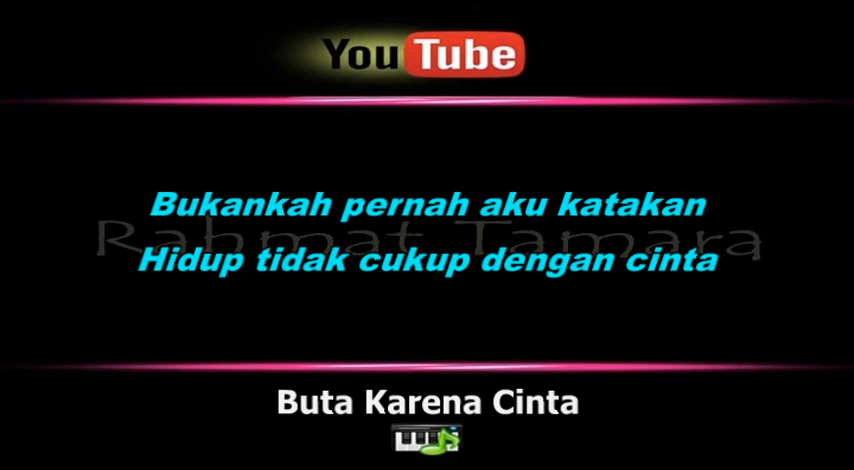 YouTube
Bukankah pernah aku katakan
Rahmat Tamara
Hidup tidak cukup dengan cinta
Buta Karena Cinta